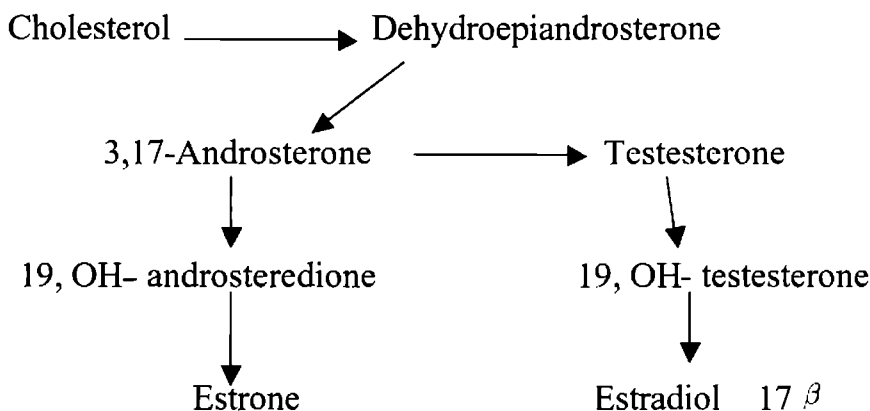 Cholesterol Dehydroepiandrosterone
3,17-Androsterone Testesterone
19, OH– androsteredione 19, OH- testesterone
Estrone Estradiol 17 β